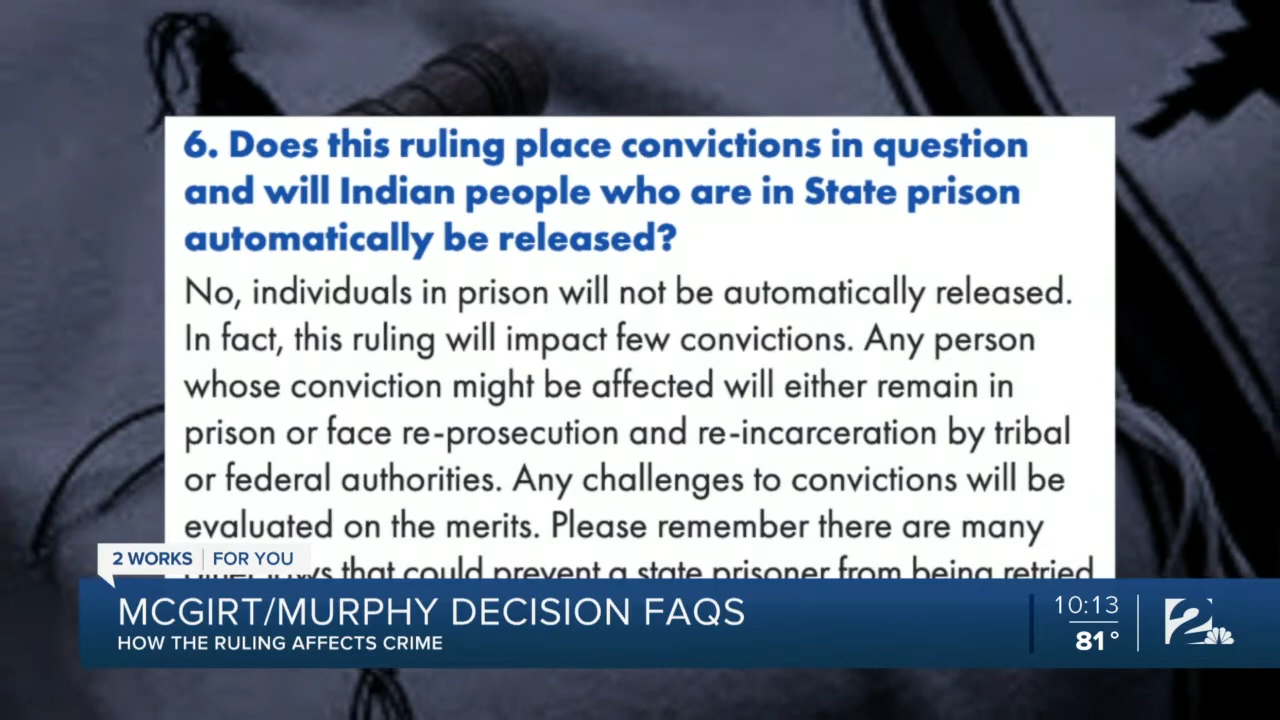 6. Does this ruling place convictions in question
and will Indian people who are in State prison
automatically be released?
No, individuals in prison will not be automatically released.
In fact, this ruling will impact few convictions. Any person
whose conviction might be affected will either remain in
prison or face re-prosecution and re-incarceration by tribal
or federal authorities. Any challenges to convictions will be
evaluated on the merits. Please remember there are many
that could prevent a state prisoner from being retried
2 WORKS FOR YOU
MCGIRT/MURPHY DECISION FAQS
HOW THE RULING AFFECTS CRIME
10:13
81°
2